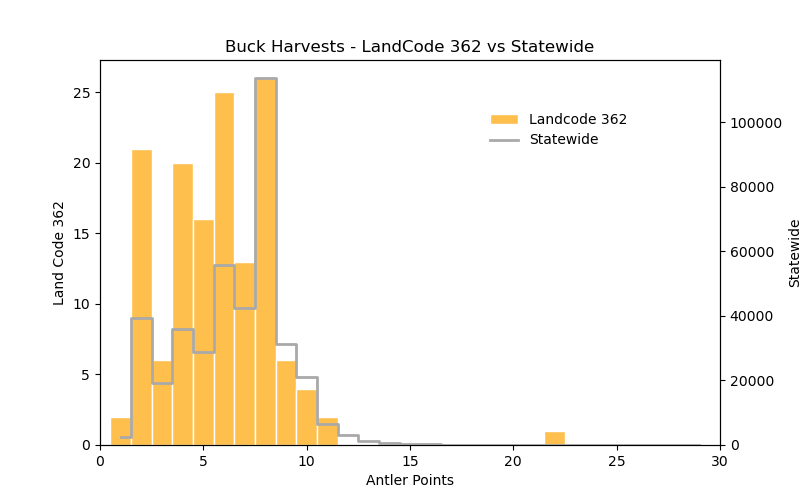 Buck Harvests - LandCode 362 vs Statewide
Landcode 362
Statewide
Land Code 362
25
20
15
10
5
0
100000
80000
60000
40000
20000
0
Statewide
0 5 10 15 20 25 30
Antler Points